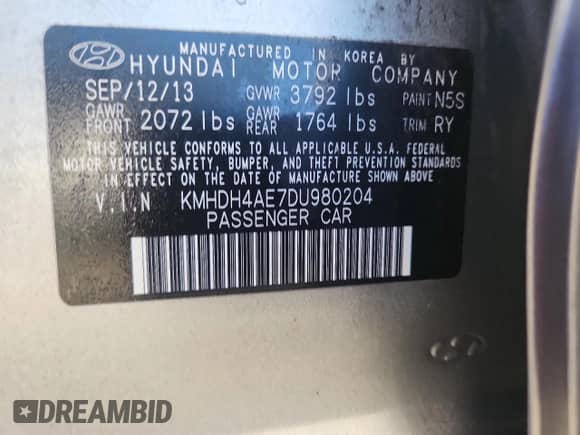 MANUFACTURED IN KOREA BY
HYUNDAI MOTOR COMPANY
SEP/12/13 GVWR 3792 lbs PAINT N5S
GAWR FRONT 2072 lbs GAWR REAR 1764 lbs TRIM RY
THIS VEHICLE CONFORMS TO ALL APPLICABLE U.S.A. FEDERAL
MOTOR VEHICLE SAFETY, BUMPER, AND THEFT PREVENTION STANDARDS
IN EFFECT ON THE DATE OF MANUFACTURE SHOWN ABOVE.
V.I.N KMHDH4AE7DU980204
PASSENGER CAR
DREAMBID